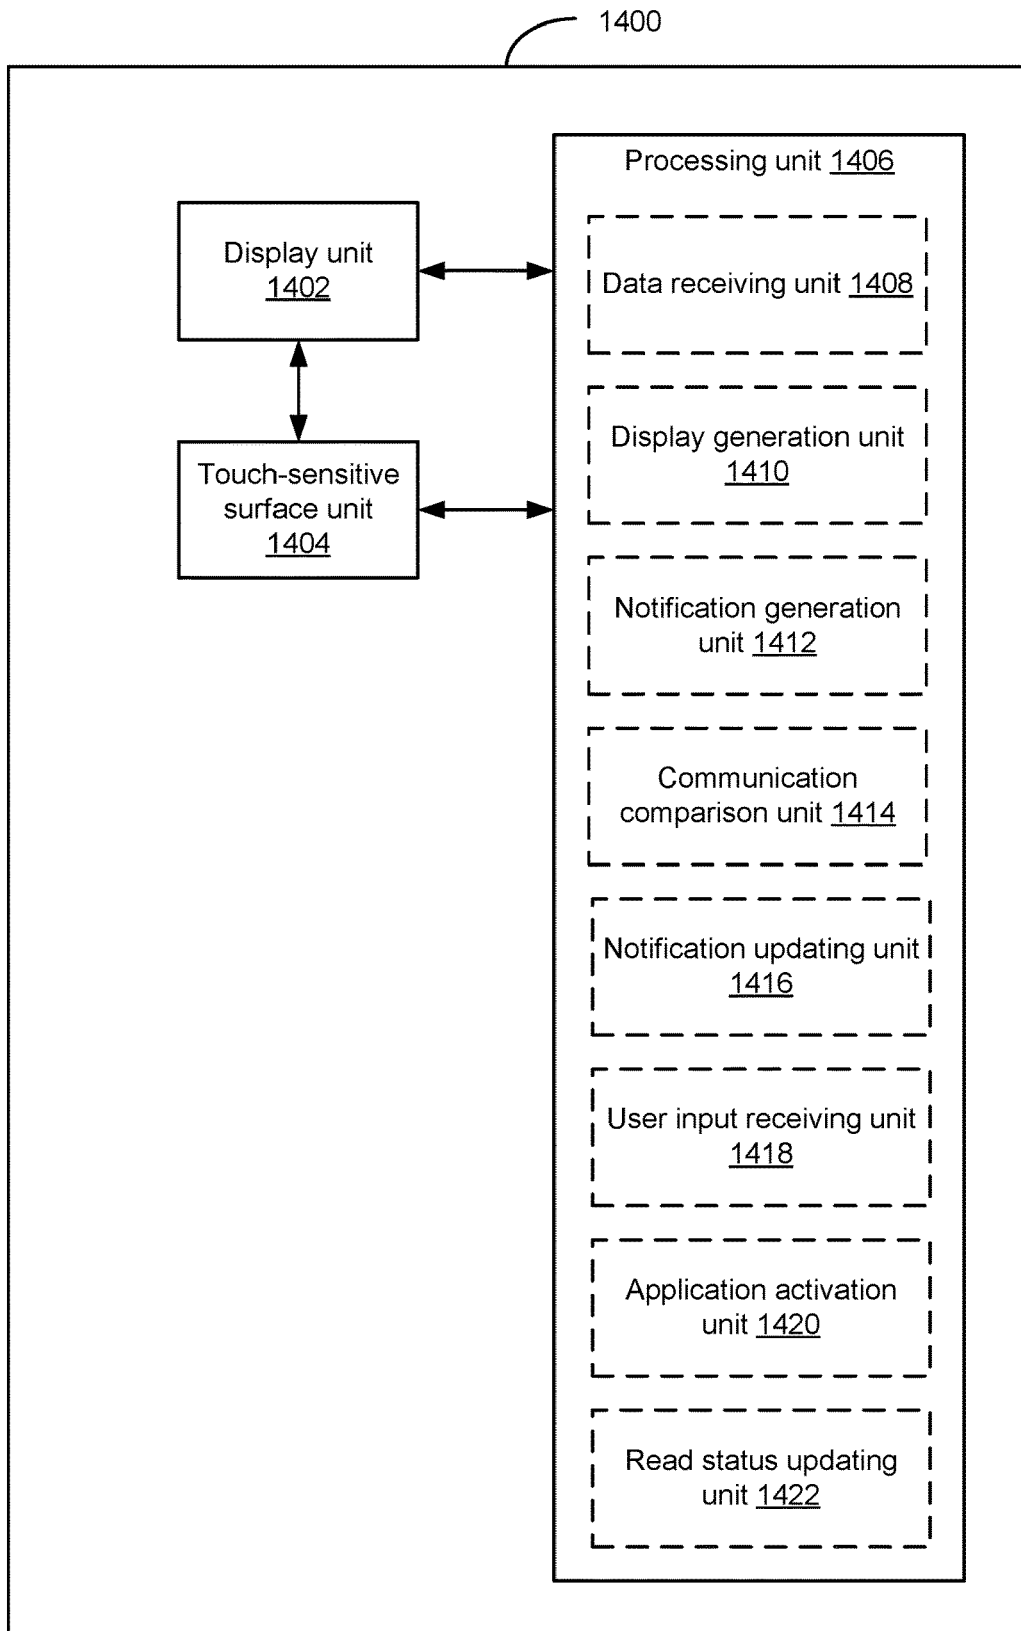 1400
Processing unit 1406
Display unit
1402
Data receiving unit 1408
Display generation unit
1410
Touch-sensitive
surface unit
1404
Notification generation
unit 1412
Communication
comparison unit 1414
Notification updating unit
1416
User input receiving unit
1418
Application activation
unit 1420
Read status updating
unit 1422